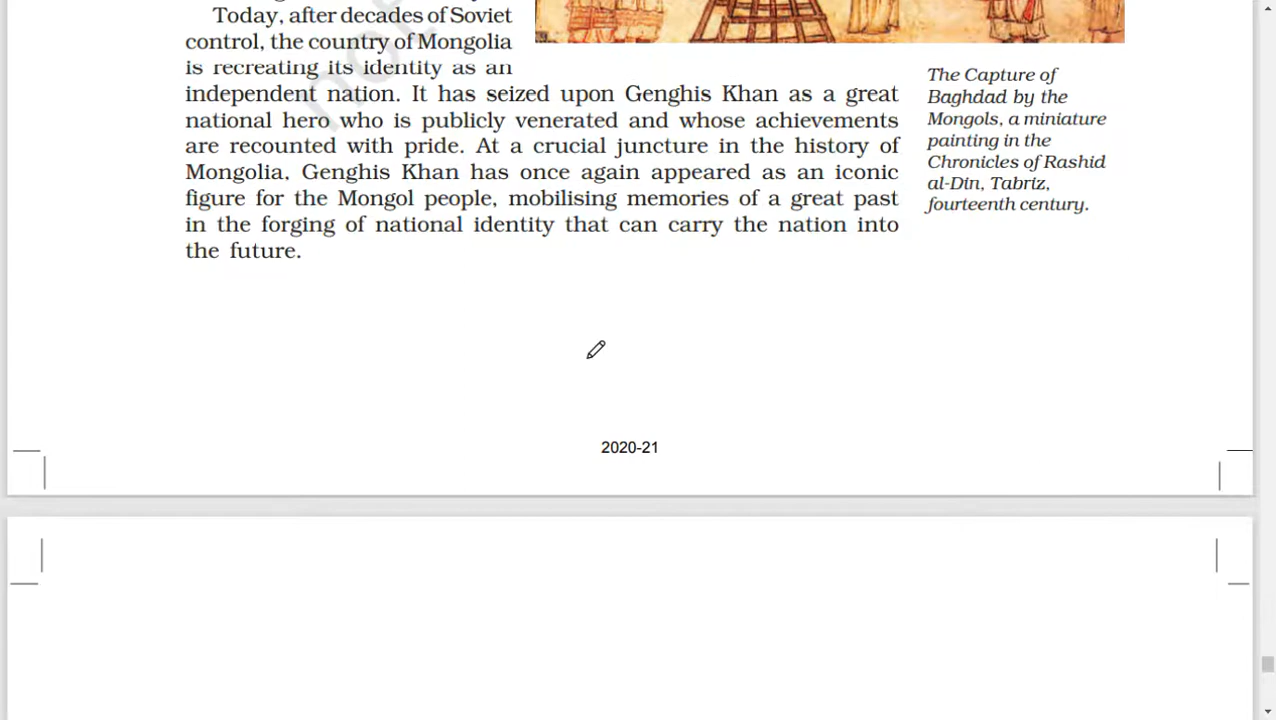 Today, after decades of Soviet
control, the country of Mongolia
is recreating its identity as an
independent nation. It has seized upon Genghis Khan as a great
national hero who is publicly venerated and whose achievements
are recounted with pride. At a crucial juncture in the history of
Mongolia, Genghis Khan has once again appeared as an iconic
figure for the Mongol people, mobilising memories of a great past
in the forging of national identity that can carry the nation into
the future.
The Capture of
Baghdad by the
Mongols, a miniature
painting in the
Chronicles of Rashid
al-Din, Tabriz,
fourteenth century.
2020-21